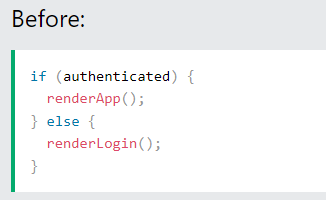 Before:
if (authenticated) {
  renderApp();
} else {
  renderLogin();
}